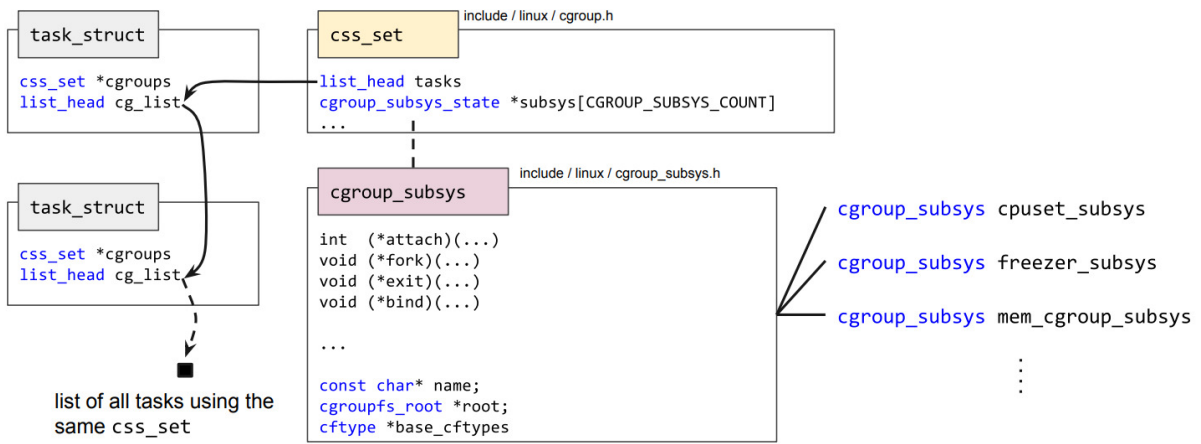 task_struct
css_set *cgroups
list_head cg_list
include / linux / cgroup.h
css_set
list_head tasks
cgroup_subsys_state *subsys[CGROUP_SUBSYS_COUNT]
...
task_struct
css_set *cgroups
list_head cg_list
list of all tasks using the
same css_set
include / linux / cgroup_subsys.h
cgroup_subsys
int  (*attach)(...)
void (*fork)(...)
void (*exit)(...)
void (*bind)(...)
...
const char* name;
cgroupfs_root *root;
cftype *base_cftypes
cgroup_subsys cpuset_subsys
cgroup_subsys freezer_subsys
cgroup_subsys mem_cgroup_subsys